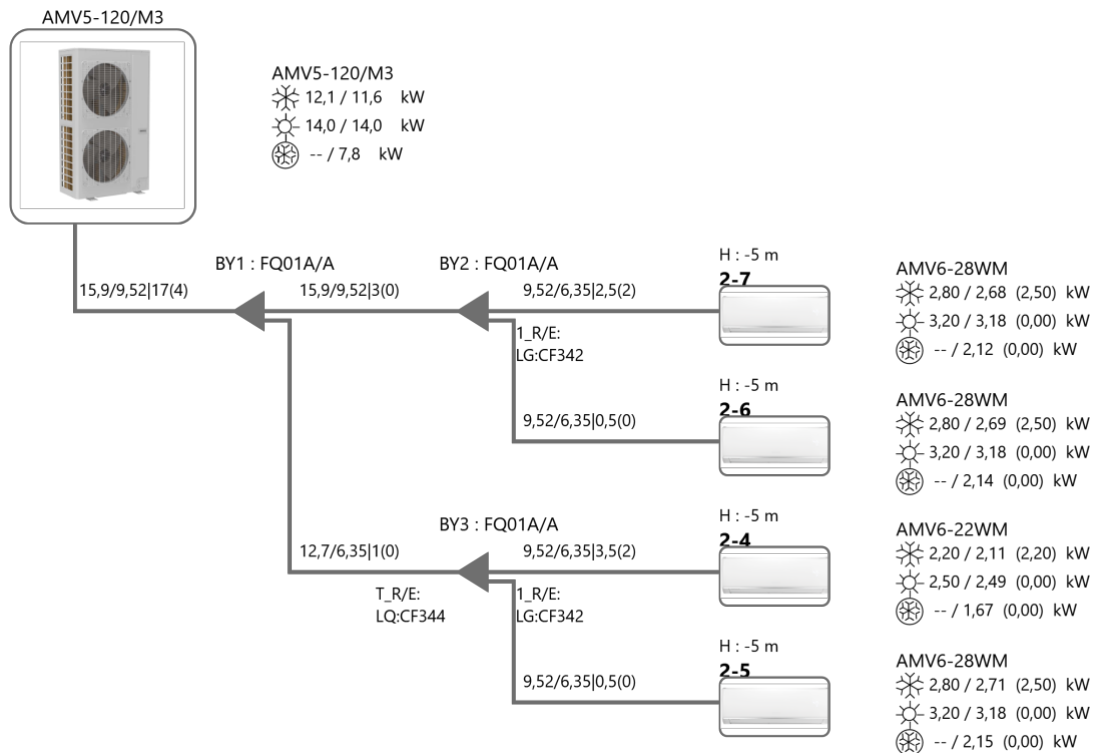 AMV5-120/M3
AMV5-120/M3
12,1 / 11,6 kW
14,0 / 14,0 kW
-- / 7,8 kW
BY1 : FQ01A/A
BY2 : FQ01A/A
15,9/9,52|17(4)
15,9/9,52|3(0)
9,52/6,35|2,5(2)
H : -5 m
2-7
AMV6-28WM
2,80 / 2,68 (2,50) kW
3,20 / 3,18 (0,00) kW
-- / 2,12 (0,00) kW
1_R/E:
LG:CF342
9,52/6,35|0,5(0)
H : -5 m
2-6
AMV6-28WM
2,80 / 2,69 (2,50) kW
3,20 / 3,18 (0,00) kW
-- / 2,14 (0,00) kW
BY3 : FQ01A/A
12,7/6,35|1(0)
9,52/6,35|3,5(2)
H : -5 m
2-4
AMV6-22WM
2,20 / 2,11 (2,20) kW
2,50 / 2,49 (0,00) kW
-- / 1,67 (0,00) kW
T_R/E:
LQ:CF344
1_R/E:
LG:CF342
9,52/6,35|0,5(0)
H : -5 m
2-5
AMV6-28WM
2,80 / 2,71 (2,50) kW
3,20 / 3,18 (0,00) kW
-- / 2,15 (0,00) kW